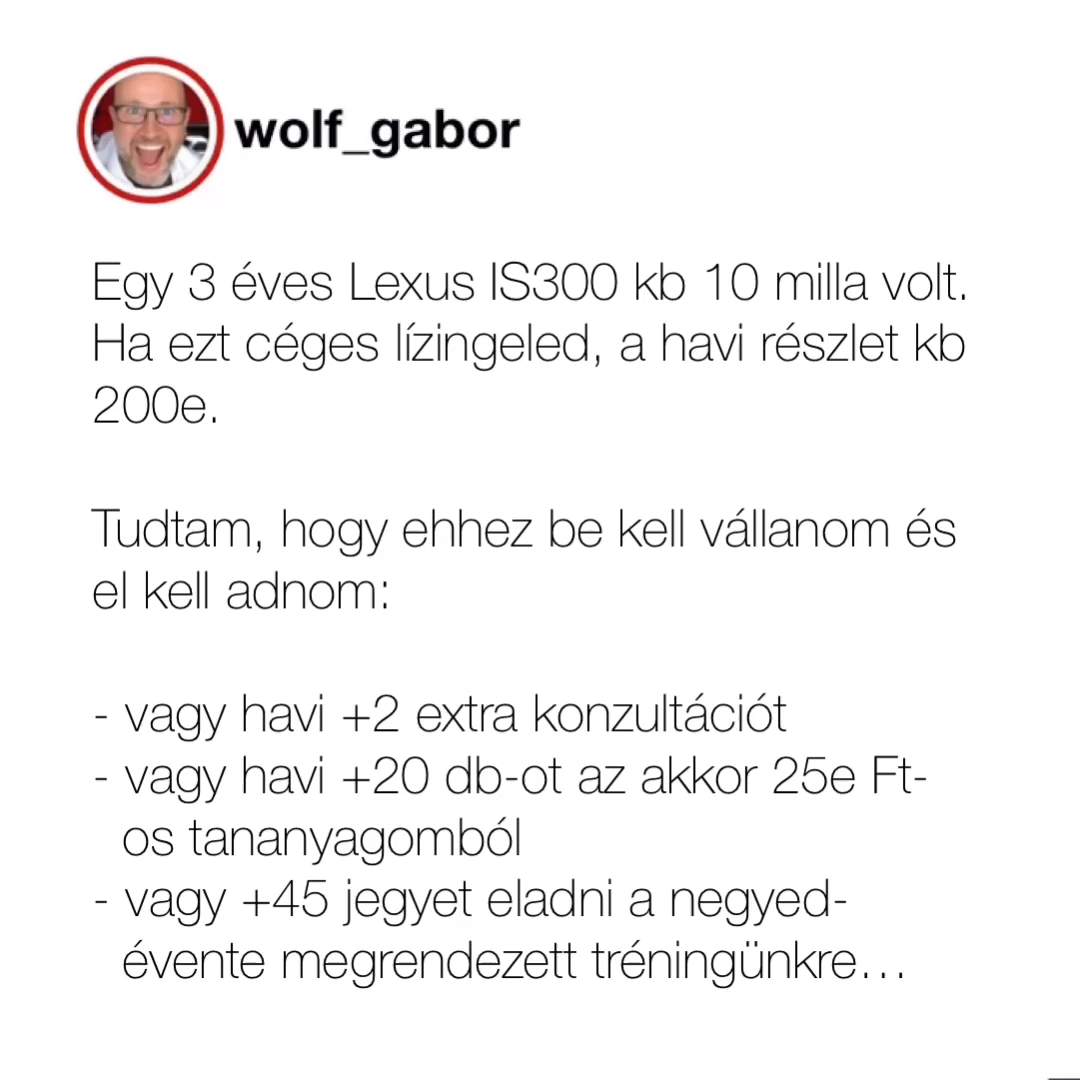 wolf_gabor
Egy 3 éves Lexus IS300 kb 10 milla volt.
Ha ezt céges lízingeled, a havi részlet kb
200e.
Tudtam, hogy ehhez be kell vállanom és
el kell adnom:
- vagy havi +2 extra konzultációt
- vagy havi +20 db-ot az akkor 25e Ft-
os tananyagomból
- vagy +45 jegyet eladni a negyed-
évente megrendezett tréningünkre...